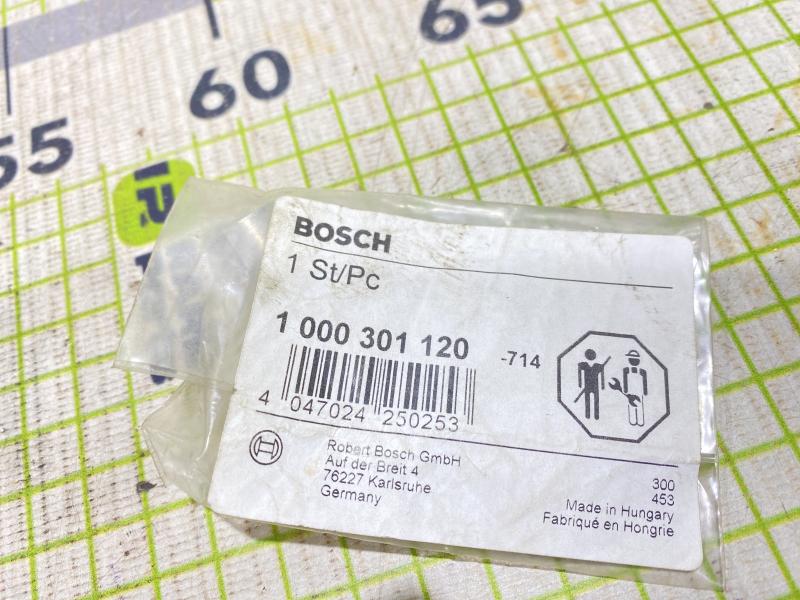 65
60
55
BOSCH
1 St/Pc
1 000 301 120
-714
4 047024 250253
Robert Bosch GmbH
Auf der Breit 4
76227 Karlsruhe
Germany
300
453
Made in Hungary
Fabriqué en Hongrie